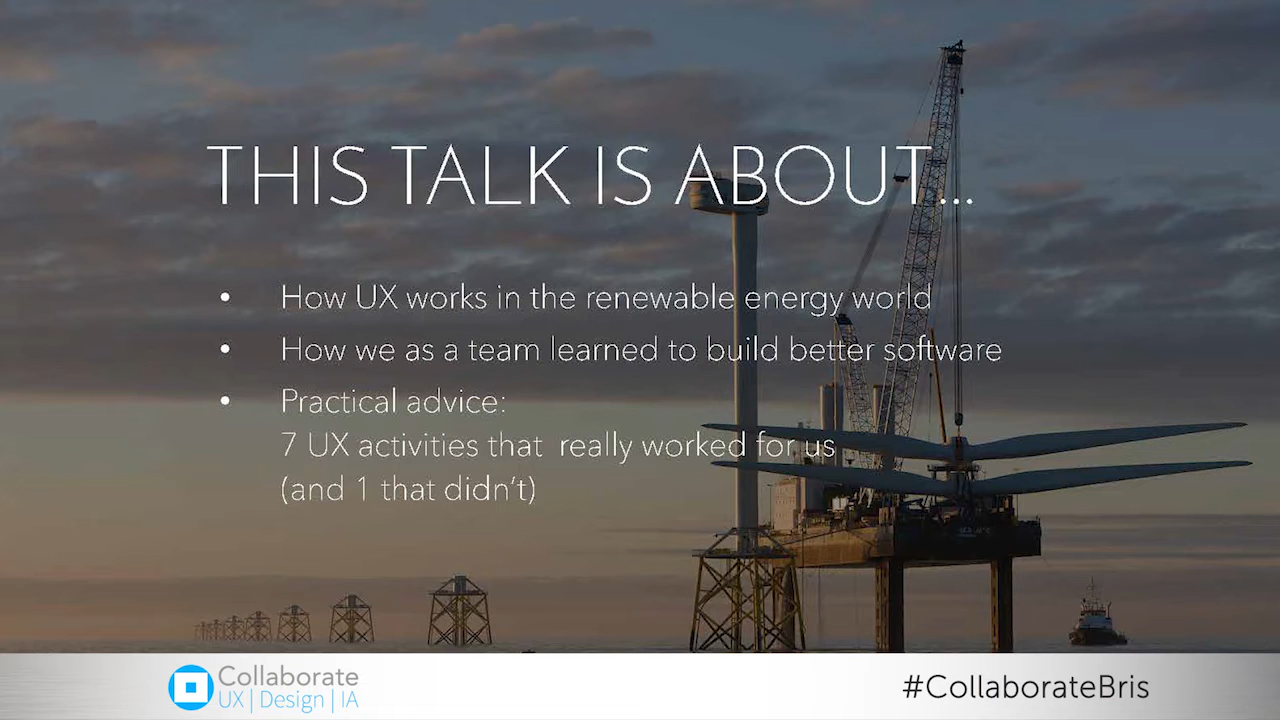 THIS TALK IS ABOUT...
• How UX works in the renewable energy world
• How we as a team learned to build better software
• Practical advice:
7 UX activities that really worked for us
(and 1 that didn't)
Collaborate
UX | Design | IA
#CollaborateBris